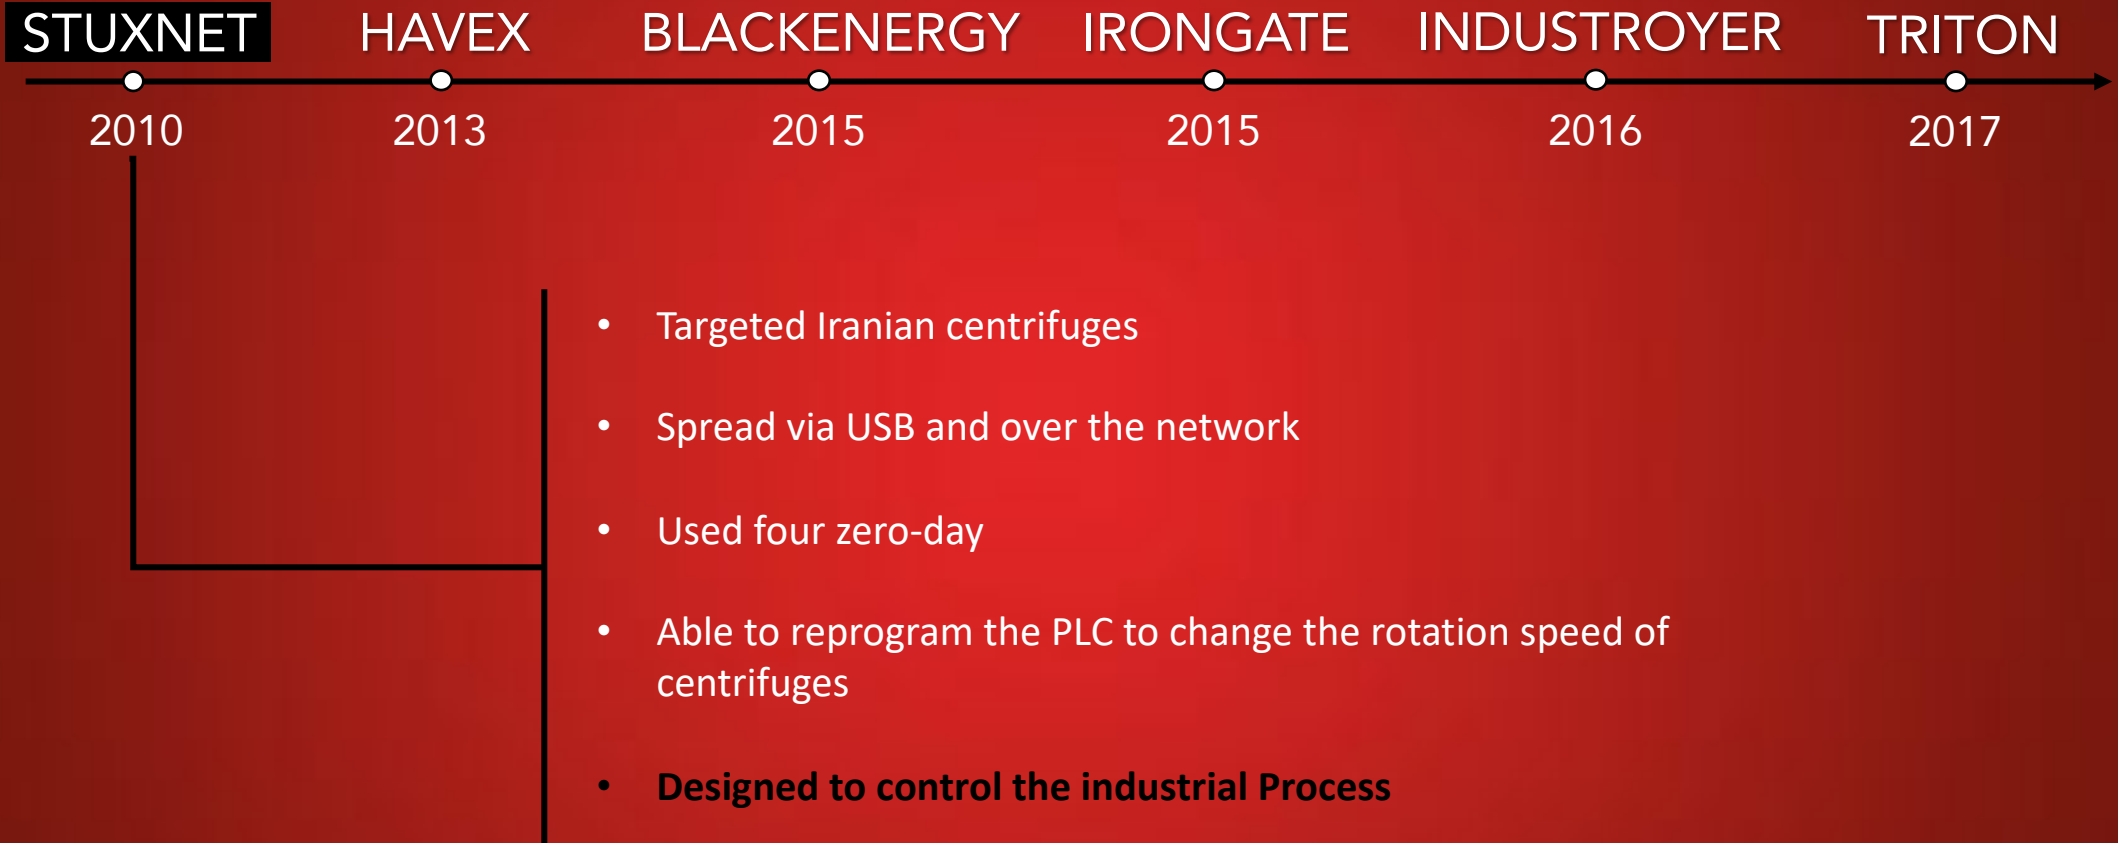 STUXNET HAVEX BLACKENERGY IRONGATE INDUSTROYER TRITON
2010 2013 2015 2015 2016 2017
• Targeted Iranian centrifuges
• Spread via USB and over the network
• Used four zero-day
• Able to reprogram the PLC to change the rotation speed of
centrifuges
• Designed to control the industrial Process